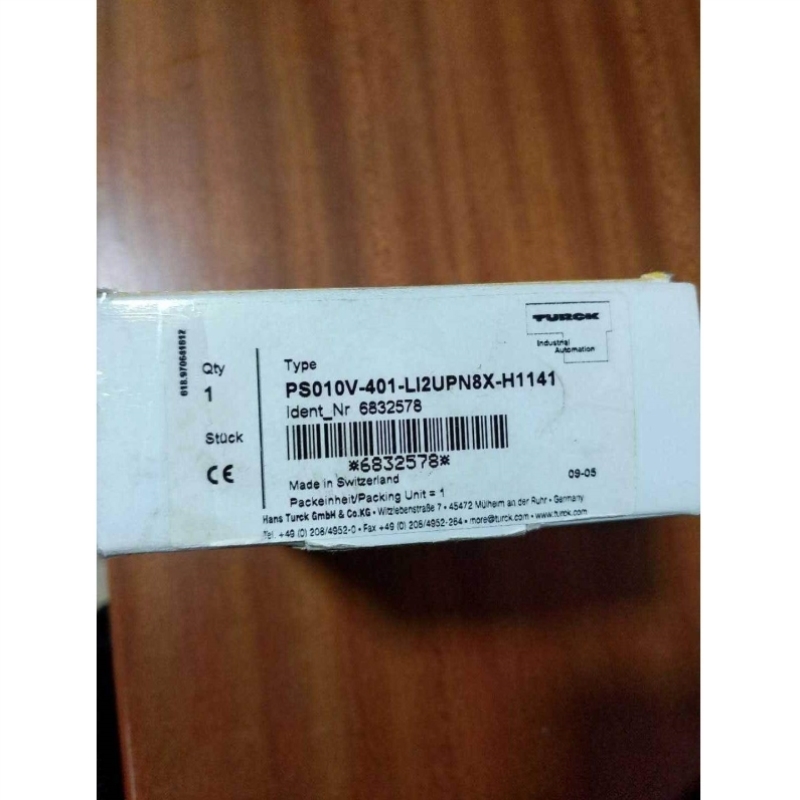 TURCK
Industrial
Automation
618.970641612
Qty
1
Stück
CE
Type
PS010V-401-LI2UPN8X-H1141
Ident_Nr 6832578
*6832578*
Made in Switzerland
09-05
Packeinheit/Packing Unit = 1
Hans Turck GmbH & Co.KG • Witzlebenstraße 7 • 45472 Mülheim an der Ruhr • Germany
Tel. +49 (0) 208/4952-0 • Fax +49 (0) 208/4952-264 • more@turck.com • www.turck.com